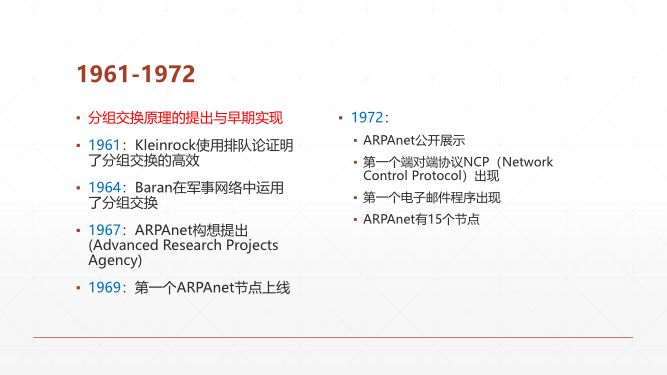 1961-1972
▪ 分组交换原理的提出与早期实现
▪ 1961：Kleinrock使用排队论证明
了分组交换的高效
▪ 1964：Baran在军事网络中运用
了分组交换
▪ 1967：ARPAnet构想提出
(Advanced Research Projects
Agency)
▪ 1969：第一个ARPAnet节点上线
▪ 1972：
▪ ARPAnet公开展示
▪ 第一个端对端协议NCP（Network
Control Protocol）出现
▪ 第一个电子邮件程序出现
▪ ARPAnet有15个节点